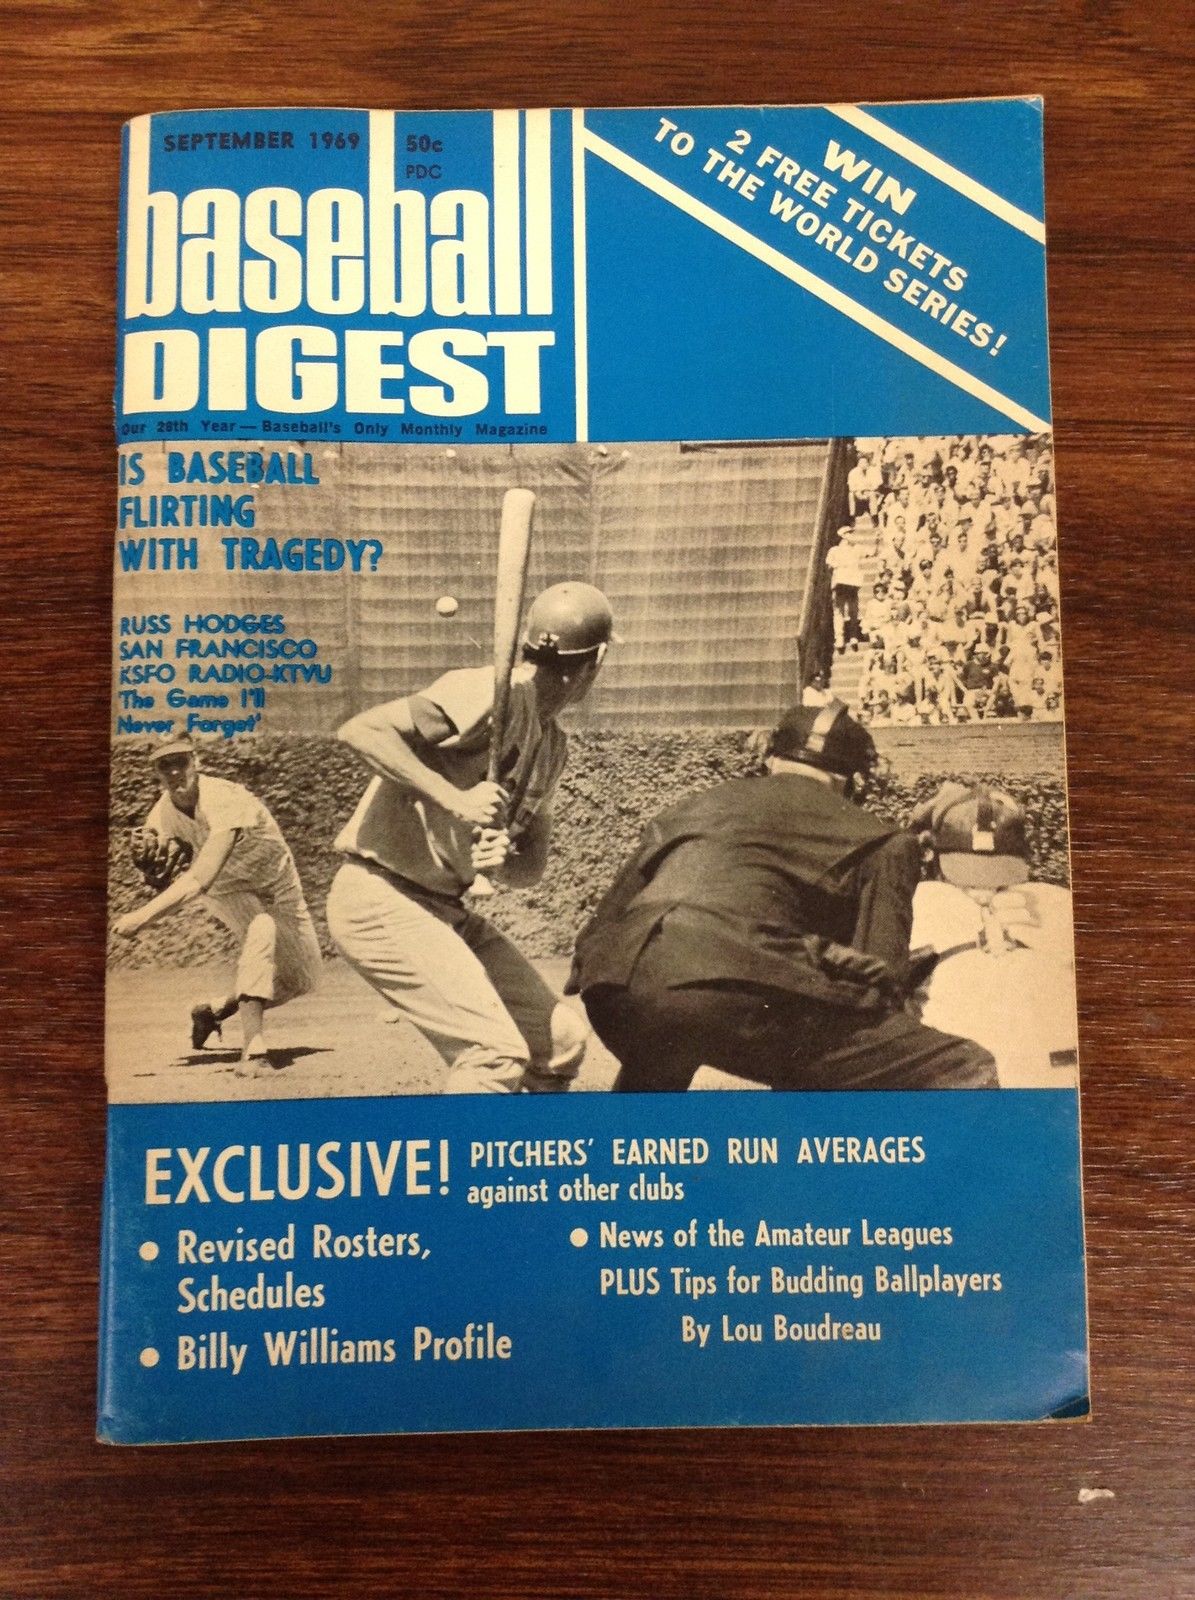 SEPTEMBER 1969
50c
PDC
baseball
DIGEST
Our 28th Year — Baseball's Only Monthly Magazine
WIN
2 FREE TICKETS
TO THE WORLD SERIES!
IS BASEBALL
FLIRTING
WITH TRAGEDY?
RUSS HODGES
SAN FRANCISCO
KSFO RADIO-KTVU
'The Game I'll
Never Forget'
EXCLUSIVE!
PITCHERS' EARNED RUN AVERAGES
against other clubs
● Revised Rosters,
Schedules
● Billy Williams Profile
● News of the Amateur Leagues
PLUS Tips for Budding Ballplayers
By Lou Boudreau